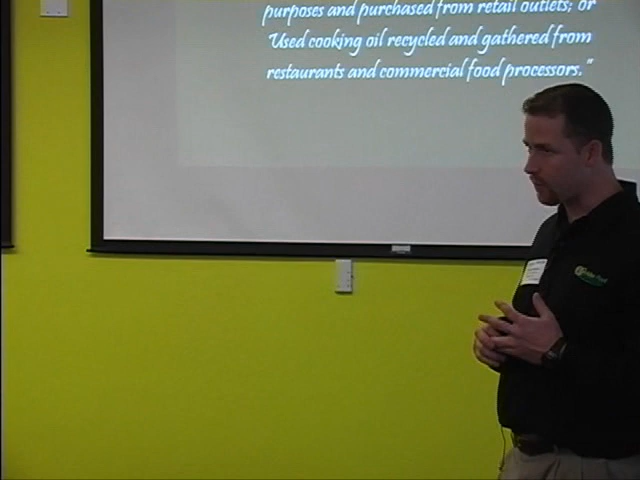 purposes and purchased from retail outlets; or
Used cooking oil recycled and gathered from
restaurants and commercial food processors."